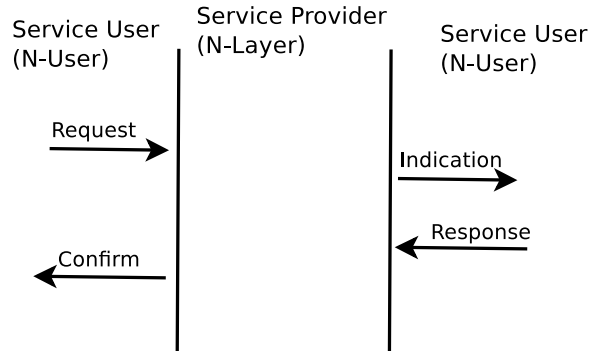 Service User
(N-User)
Service Provider
(N-Layer)
Service User
(N-User)
Request
Indication
Response
Confirm